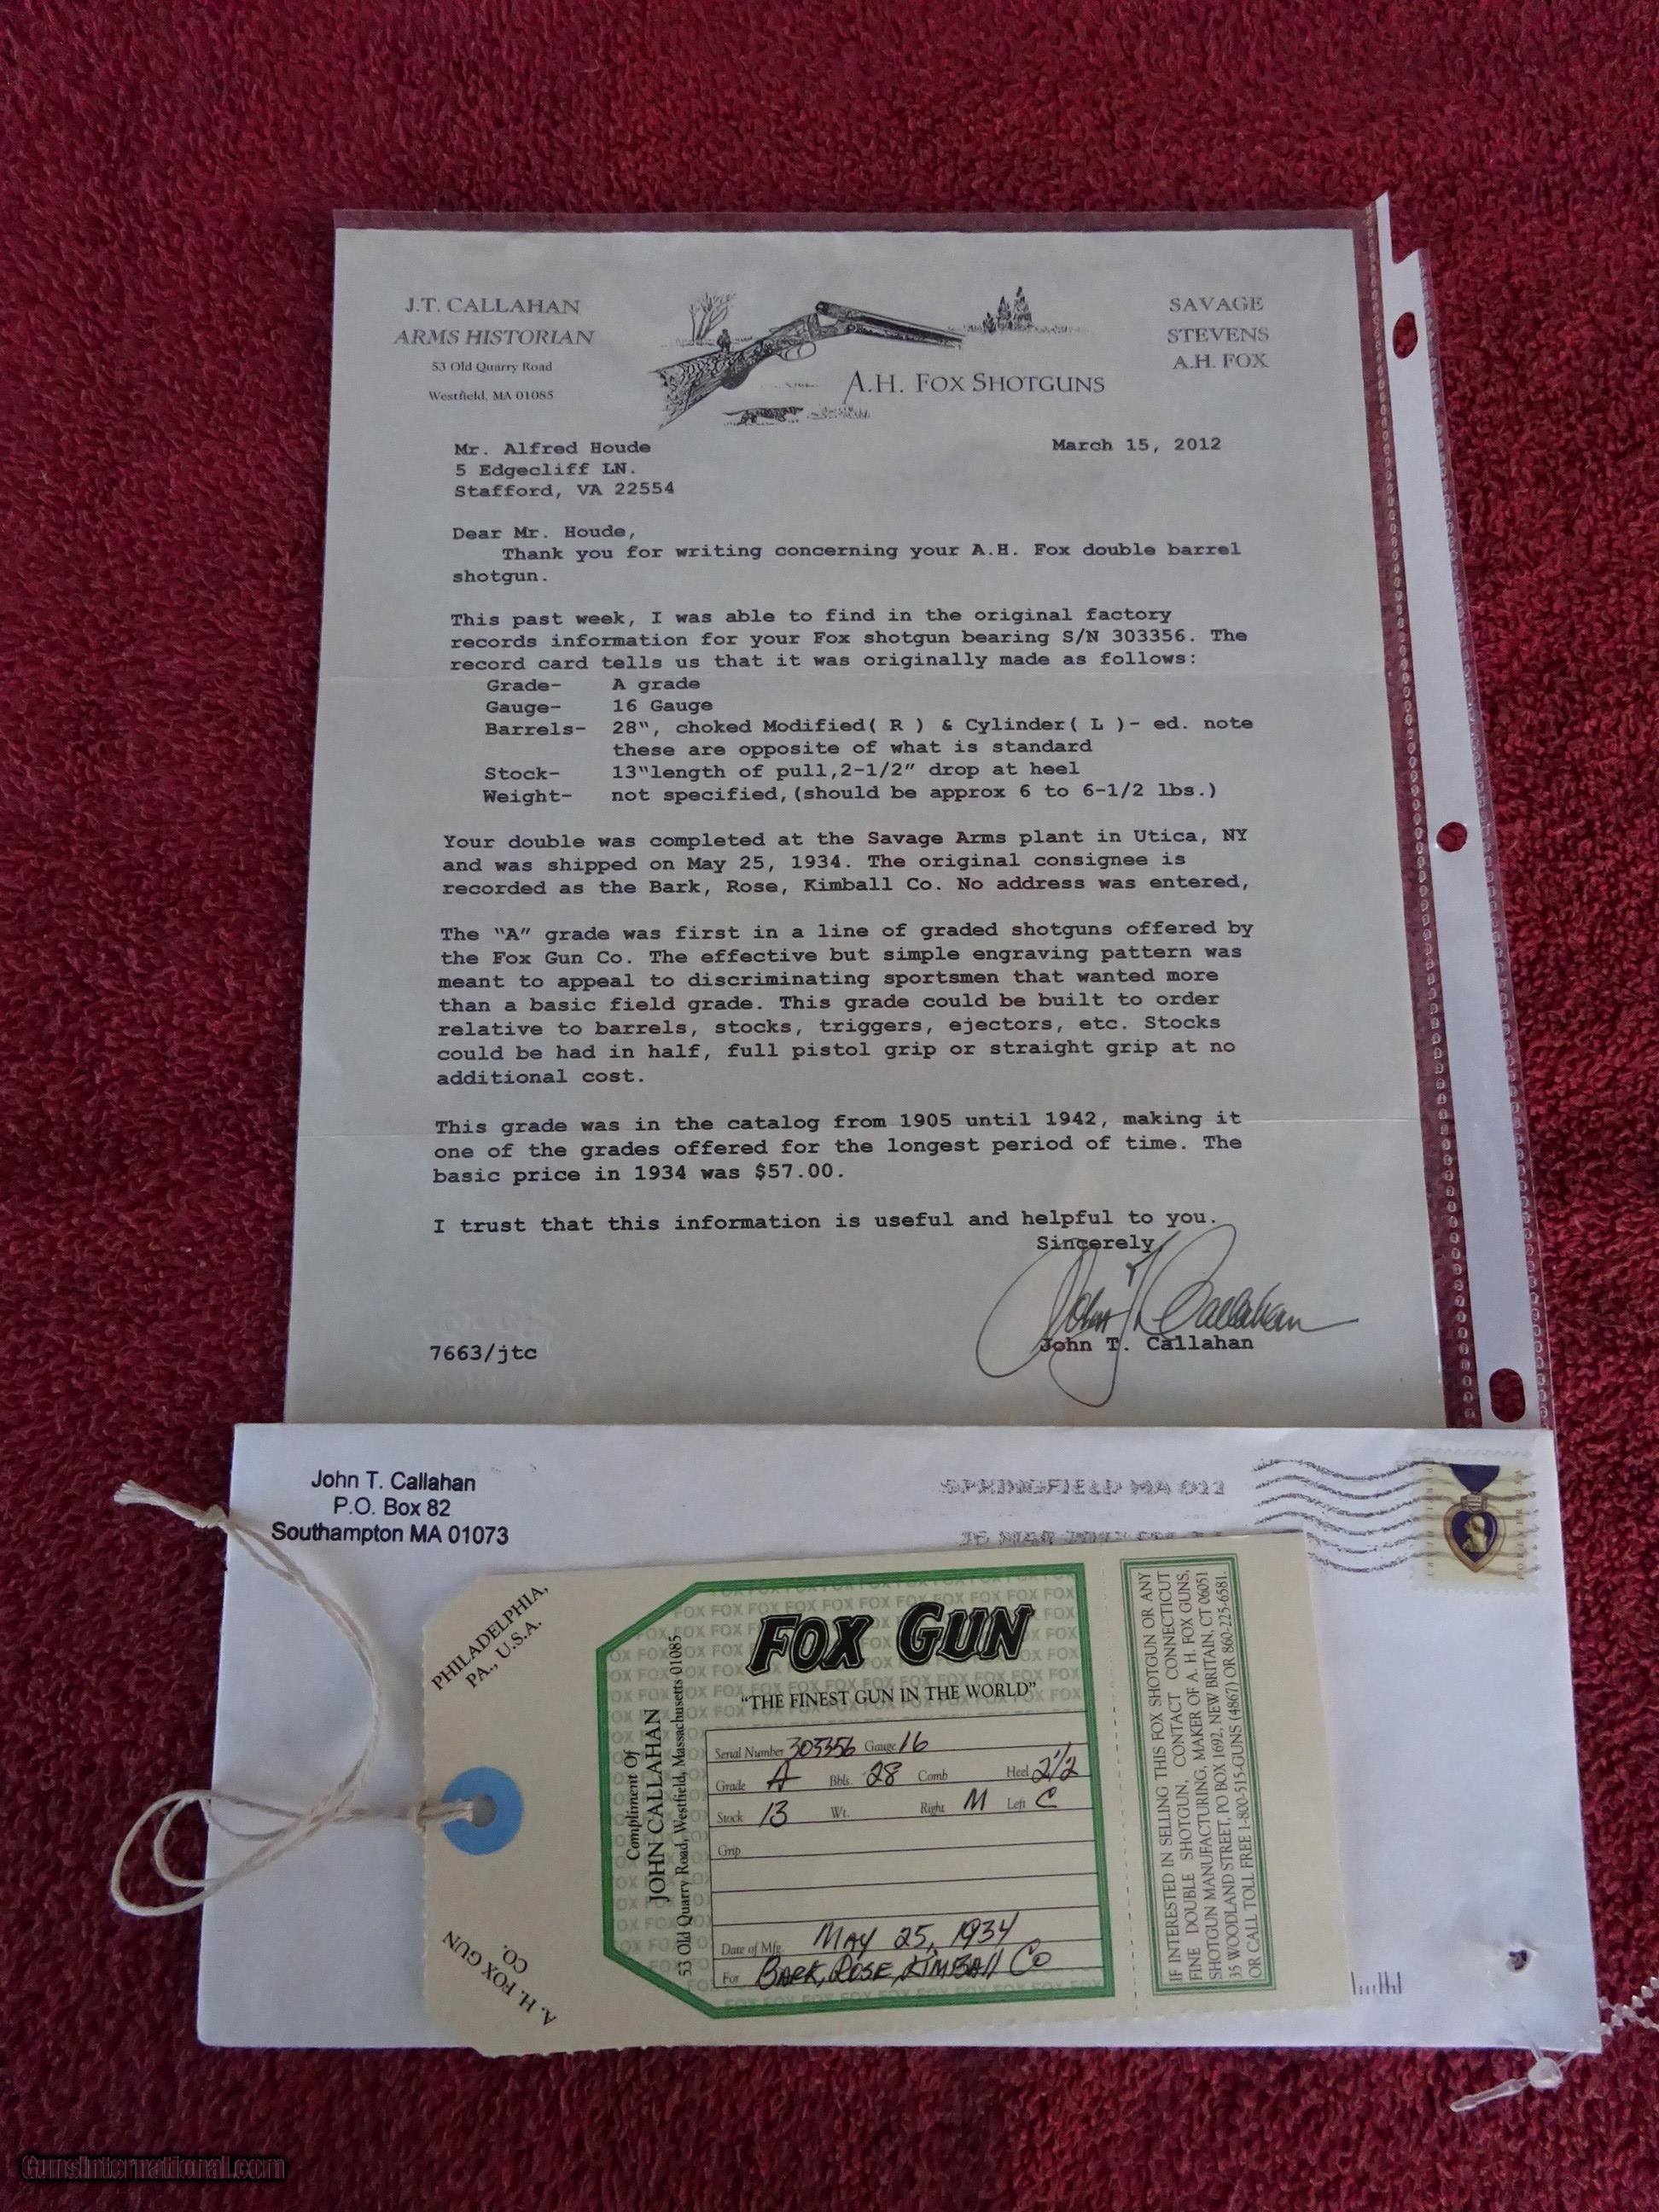 J.T. CALLAHAN
ARMS HISTORIAN
53 Old Quarry Road
Westfield, MA 01085
A.H. FOX SHOTGUNS
SAVAGE
STEVENS
A.H. FOX
Mr. Alfred Houde
5 Edgecliff LN.
Stafford, VA 22554
March 15, 2012
Dear Mr. Houde,
Thank you for writing concerning your A.H. Fox double barrel
shotgun.
This past week, I was able to find in the original factory
records information for your Fox shotgun bearing S/N 303356. The
record card tells us that it was originally made as follows:
Grade- A grade
Gauge- 16 Gauge
Barrels- 28", choked Modified( R ) & Cylinder( L )- ed. note
these are opposite of what is standard
Stock- 13"length of pull,2-1/2" drop at heel
Weight- not specified,(should be approx 6 to 6-1/2 lbs.)
Your double was completed at the Savage Arms plant in Utica, NY
and was shipped on May 25, 1934. The original consignee is
recorded as the Bark, Rose, Kimball Co. No address was entered,
The "A" grade was first in a line of graded shotguns offered by
the Fox Gun Co. The effective but simple engraving pattern was
meant to appeal to discriminating sportsmen that wanted more
than a basic field grade. This grade could be built to order
relative to barrels, stocks, triggers, ejectors, etc. Stocks
could be had in half, full pistol grip or straight grip at no
additional cost.
This grade was in the catalog from 1905 until 1942, making it
one of the grades offered for the longest period of time. The
basic price in 1934 was $57.00.
I trust that this information is useful and helpful to you.
Sincerely,
John T. Callahan
John T. Callahan
7663/jtc
John T. Callahan
P.O. Box 82
Southampton MA 01073
SPRINGFIELD MA 011
PHILADELPHIA,
PA., U.S.A.
A. H. FOX GUN
CO.
Compliment Of
JOHN CALLAHAN
53 Old Quarry Road, Westfield, Massachusetts 01085
FOX GUN
"THE FINEST GUN IN THE WORLD"
Serial Number 303356 Gauge 16
Grade A Bbls. 28 Comb Heel 2 1/2
Stock 13 Wt. Right M Left C
Grip
Date of Mfg. MAY 25, 1934
For BARK, ROSE, KIMBALL CO
IF INTERESTED IN SELLING THIS FOX SHOTGUN OR ANY
FINE DOUBLE SHOTGUN, CONTACT CONNECTICUT
SHOTGUN MANUFACTURING, MAKER OF A. H. FOX GUNS,
35 WOODLAND STREET, PO BOX 1692, NEW BRITAIN, CT 06051
OR CALL TOLL FREE 1-800-515-GUNS (4867) OR 860-225-6581.
GunsInternational.com